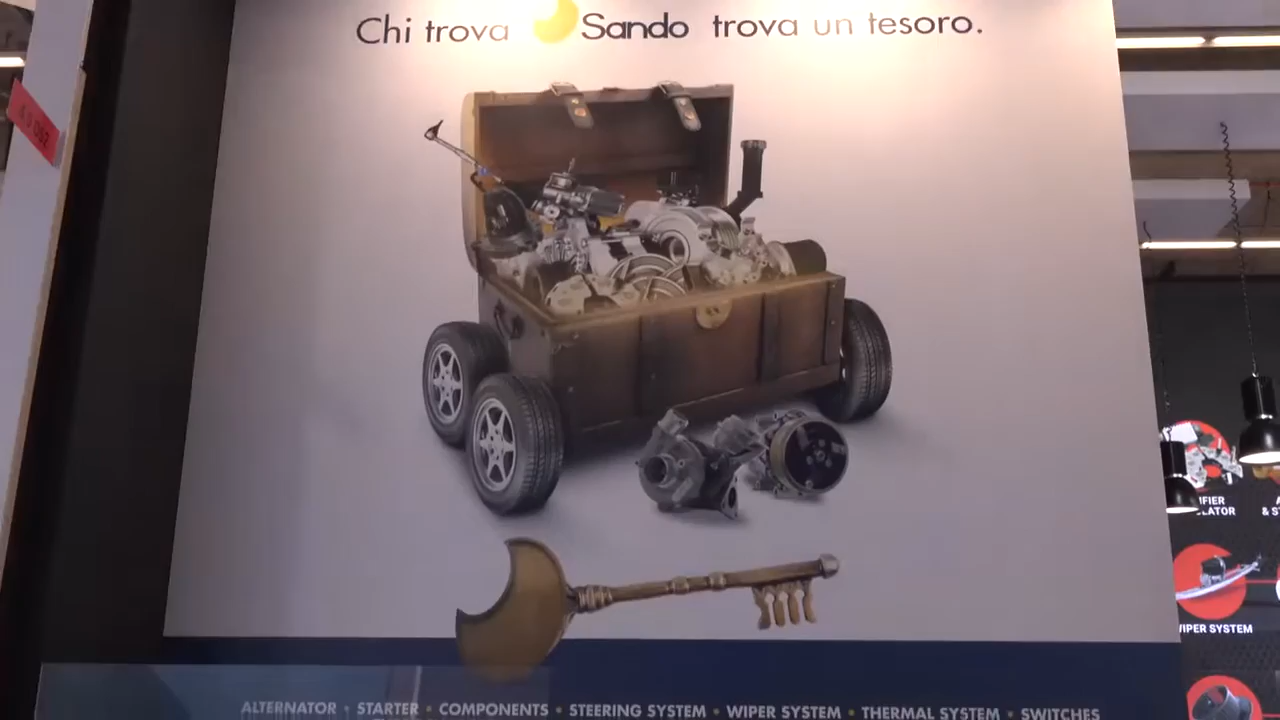 Chi trova Sando trova un tesoro.
ALTERNATOR • STARTER • COMPONENTS • STEERING SYSTEM • WIPER SYSTEM • THERMAL SYSTEM • SWITCHES
WIPER SYSTEM